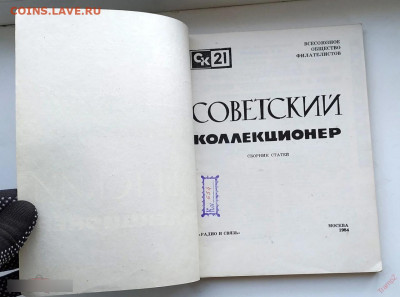 COINS.LAVE.RU
СК 21
ВСЕСОЮЗНОЕ
ОБЩЕСТВО
ФИЛАТЕЛИСТОВ
СОВЕТСКИЙ
КОЛЛЕКЦИОНЕР
СБОРНИК СТАТЕЙ
«РАДИО И СВЯЗЬ»
МОСКВА
1984